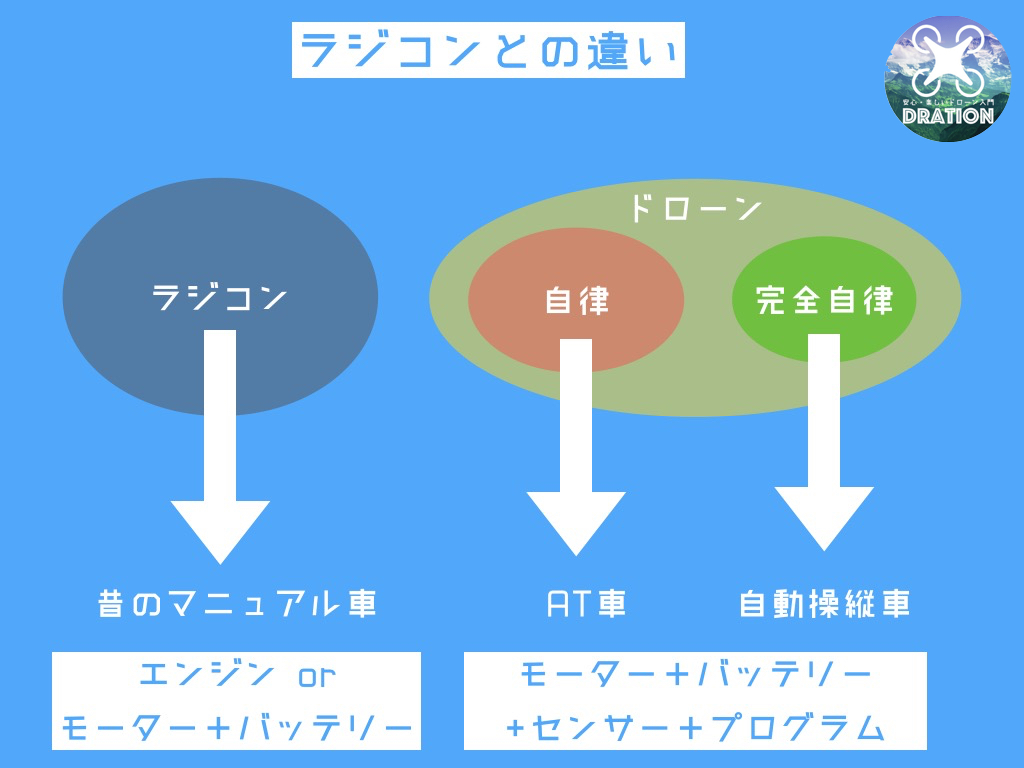 ラジコンとの違い
安心・楽しいドローン入門
DRATION
ドローン
ラジコン
自律
完全自律
昔のマニュアル車
AT車
自動操縦車
エンジン or
モーター＋バッテリー
モーター＋バッテリー
+センサー＋プログラム